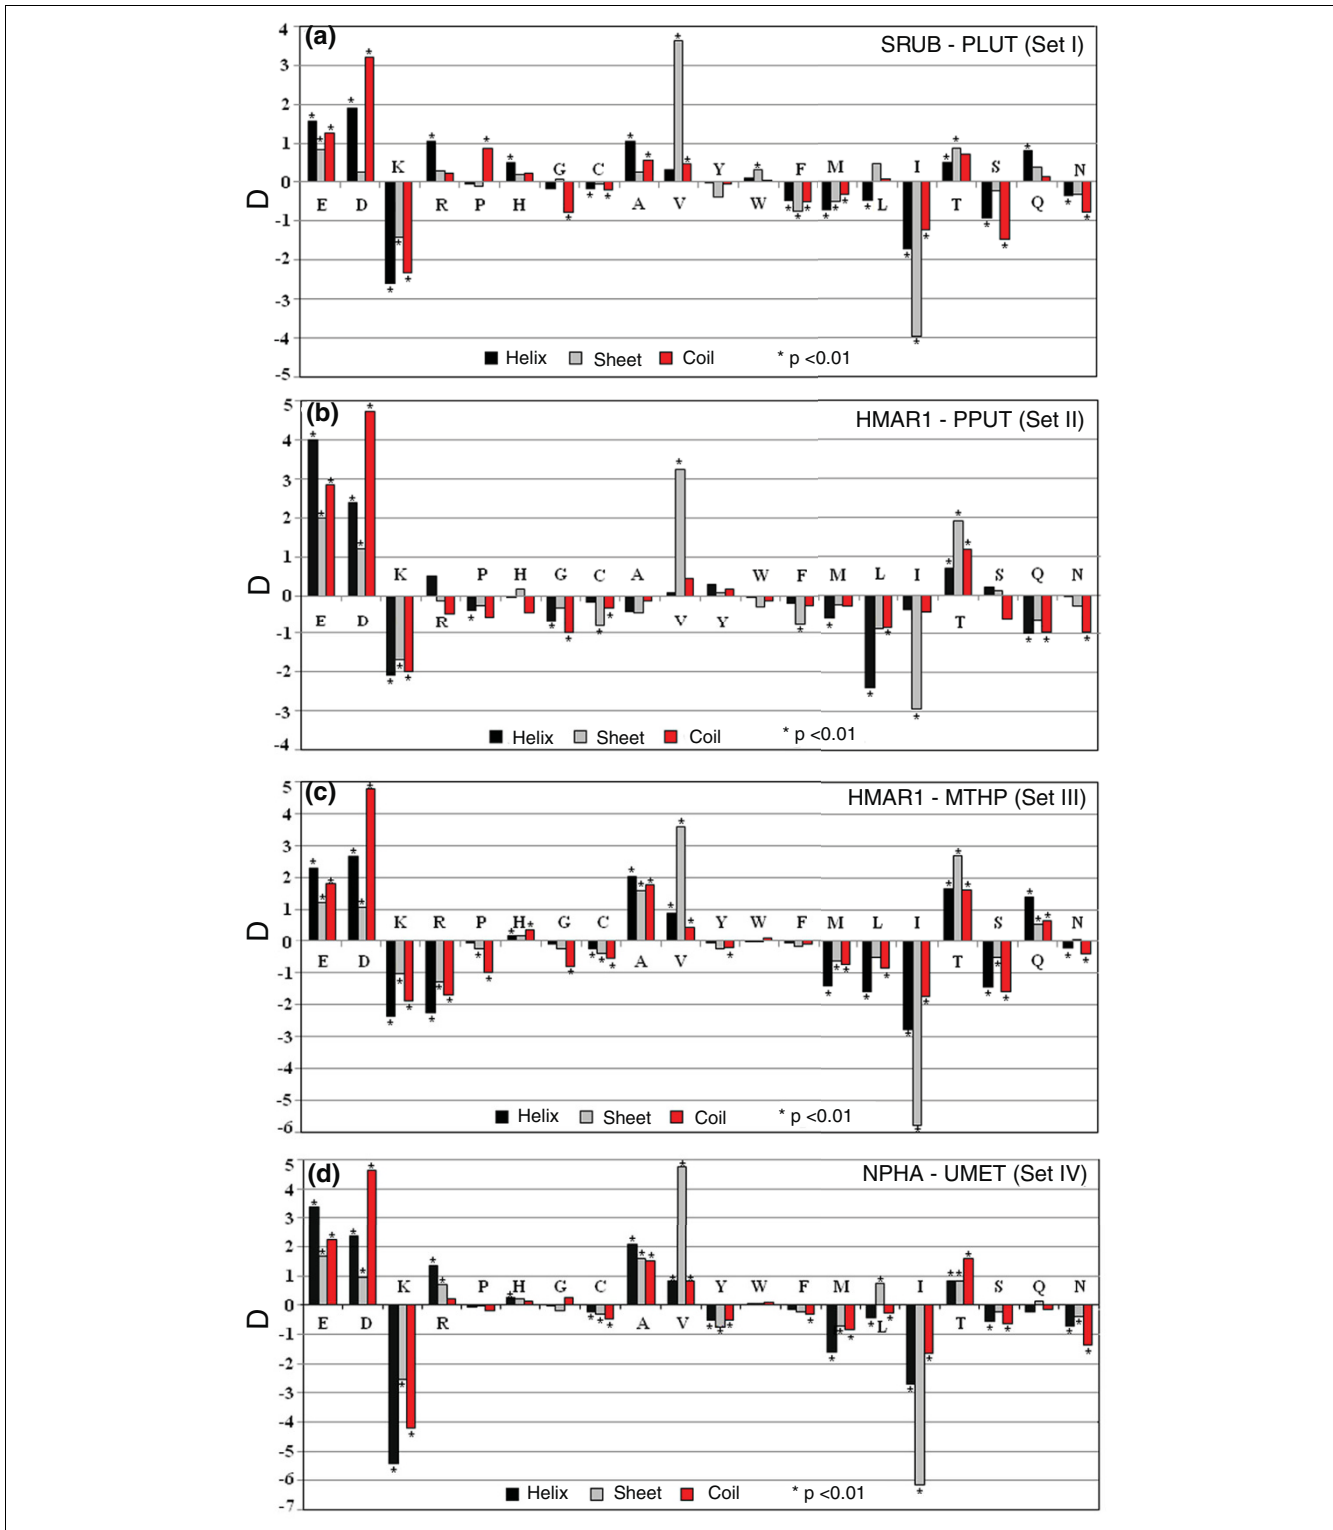 (a)
SRUB - PLUT (Set I)
4
3
2
1
0
-1
-2
-3
-4
-5
D
K G C Y F M I S N
E D R P H A V W L T Q
Helix Sheet Coil * p <0.01
(b)
HMAR1 - PPUT (Set II)
5
4
3
2
1
0
-1
-2
-3
-4
D
K P H G C A W F M L I S Q N
E D R V Y T
Helix Sheet Coil * p <0.01
(c)
HMAR1 - MTHP (Set III)
5
4
3
2
1
0
-1
-2
-3
-4
-5
-6
D
K R P H G C Y W F M L I S N
E D A V T Q
Helix Sheet Coil * p <0.01
(d)
NPHA - UMET (Set IV)
5
4
3
2
1
0
-1
-2
-3
-4
-5
-6
-7
D
K P H G C Y W F M I S Q N
E D R A V L T
Helix Sheet Coil * p <0.01